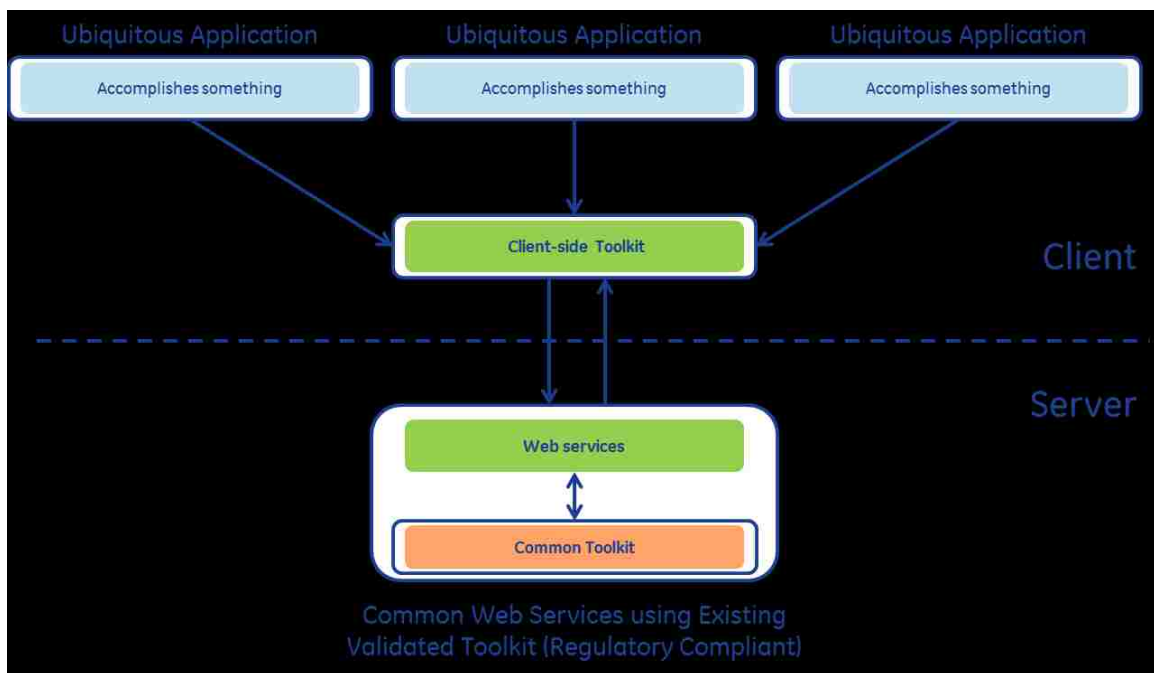 Ubiquitous Application
Ubiquitous Application
Ubiquitous Application
Accomplishes something
Accomplishes something
Accomplishes something
Client-side Toolkit
Client
Server
Web services
Common Toolkit
Common Web Services using Existing
Validated Toolkit (Regulatory Compliant)